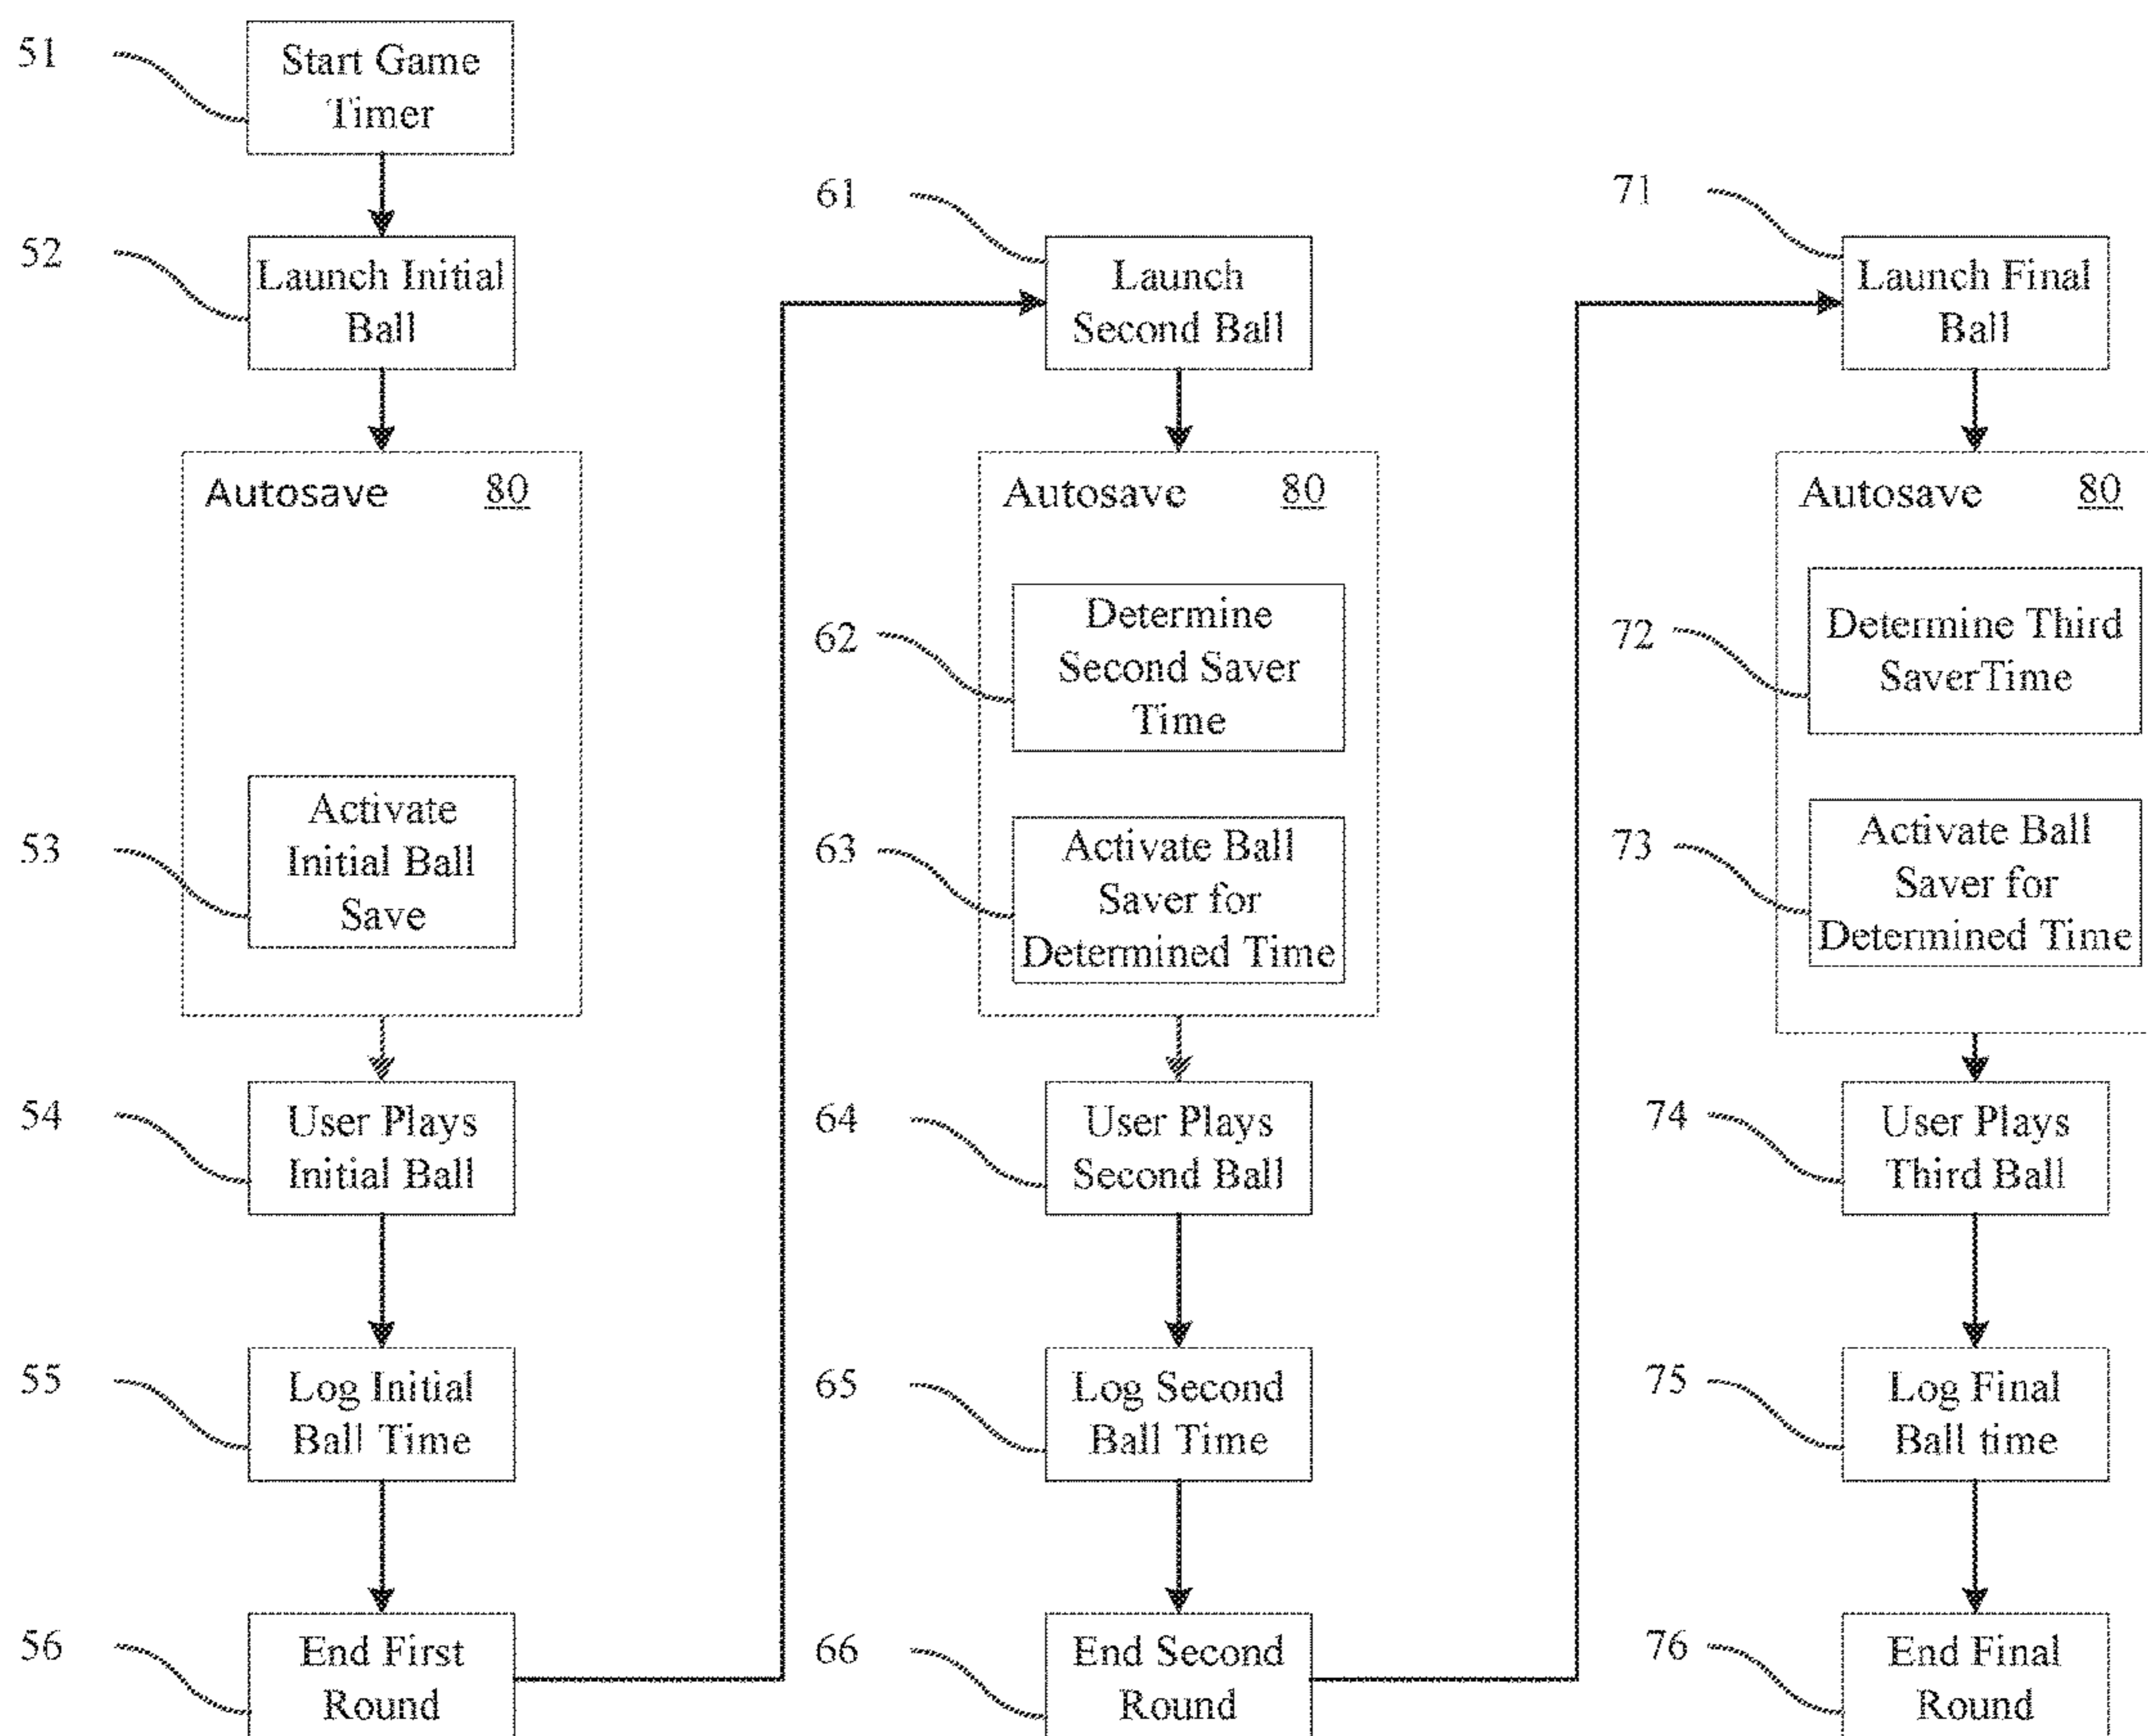 51
Start Game
Timer
52
Launch Initial
Ball
Autosave 80
53
Activate
Initial Ball
Save
54
User Plays
Initial Ball
55
Log Initial
Ball Time
56
End First
Round
61
Launch
Second Ball
Autosave 80
62
Determine
Second Saver
Time
63
Activate Ball
Saver for
Determined Time
64
User Plays
Second Ball
65
Log Second
Ball Time
66
End Second
Round
71
Launch Final
Ball
Autosave 80
72
Determine Third
SaverTime
73
Activate Ball
Saver for
Determined Time
74
User Plays
Third Ball
75
Log Final
Ball time
76
End Final
Round